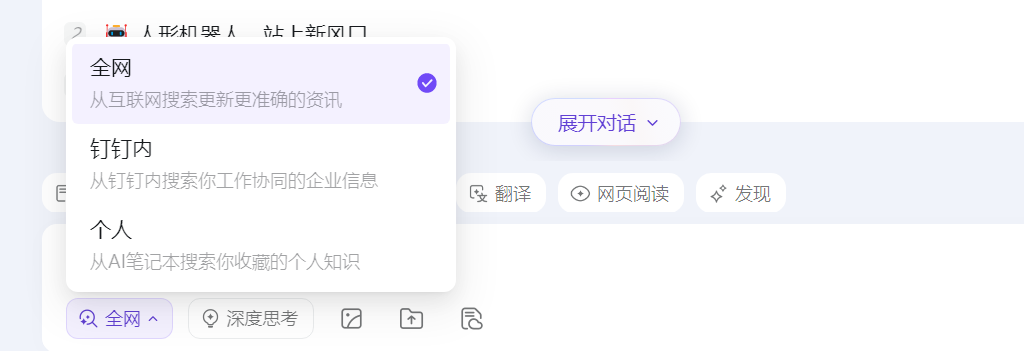 2 人形机器人，站上新风口
全网
从互联网搜索更新更准确的资讯
展开对话
钉钉内
从钉钉内搜索你工作协同的企业信息
翻译
网页阅读
发现
个人
从AI笔记本搜索你收藏的个人知识
全网
深度思考